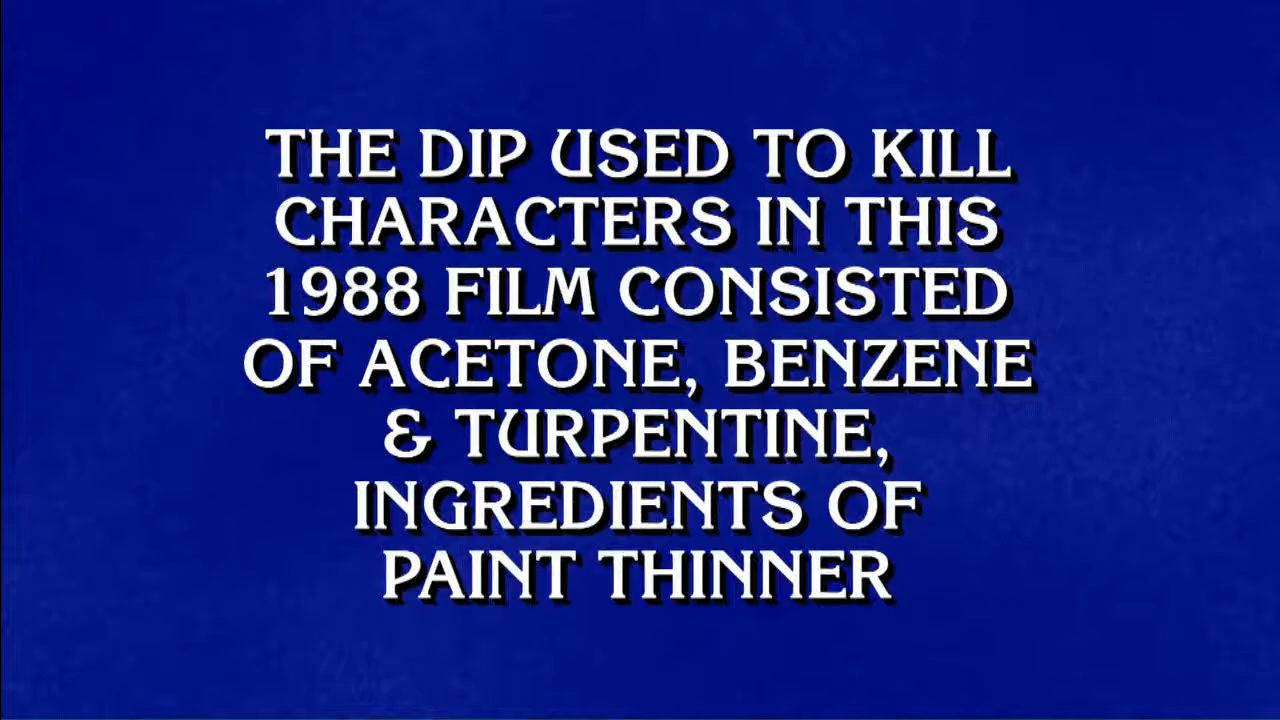 THE DIP USED TO KILL
CHARACTERS IN THIS
1988 FILM CONSISTED
OF ACETONE, BENZENE
& TURPENTINE,
INGREDIENTS OF
PAINT THINNER